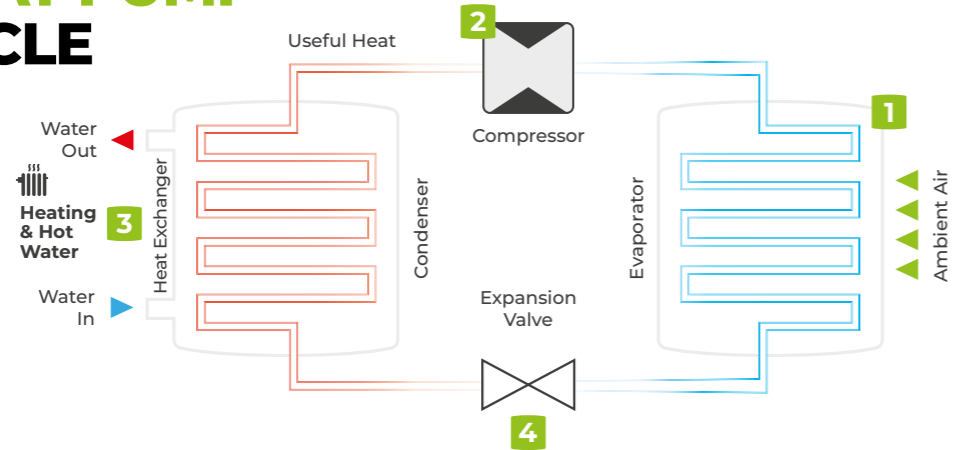 CLE
Useful Heat
2
Compressor
1
Water
Out
Heating
& Hot
Water
3
Heat Exchanger
Condenser
Evaporator
Ambient Air
Water
In
Expansion
Valve
4